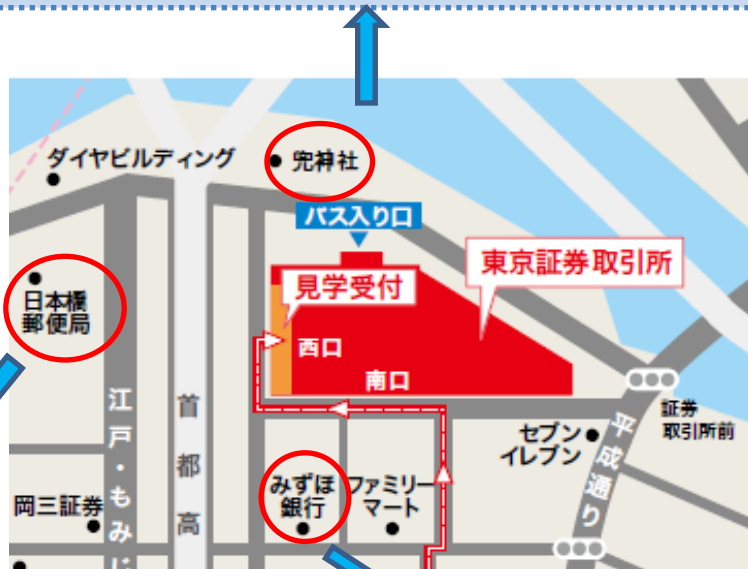 ダイヤビルディング
兜神社
パス入り口
東京証券取引所
見学受付
日本橋
郵便局
西口
南口
証券
取引所前
セブン
イレブン
平成通り
江戸・もみじ
首都高
みずほ
銀行
ファミリー
マート
岡三証券